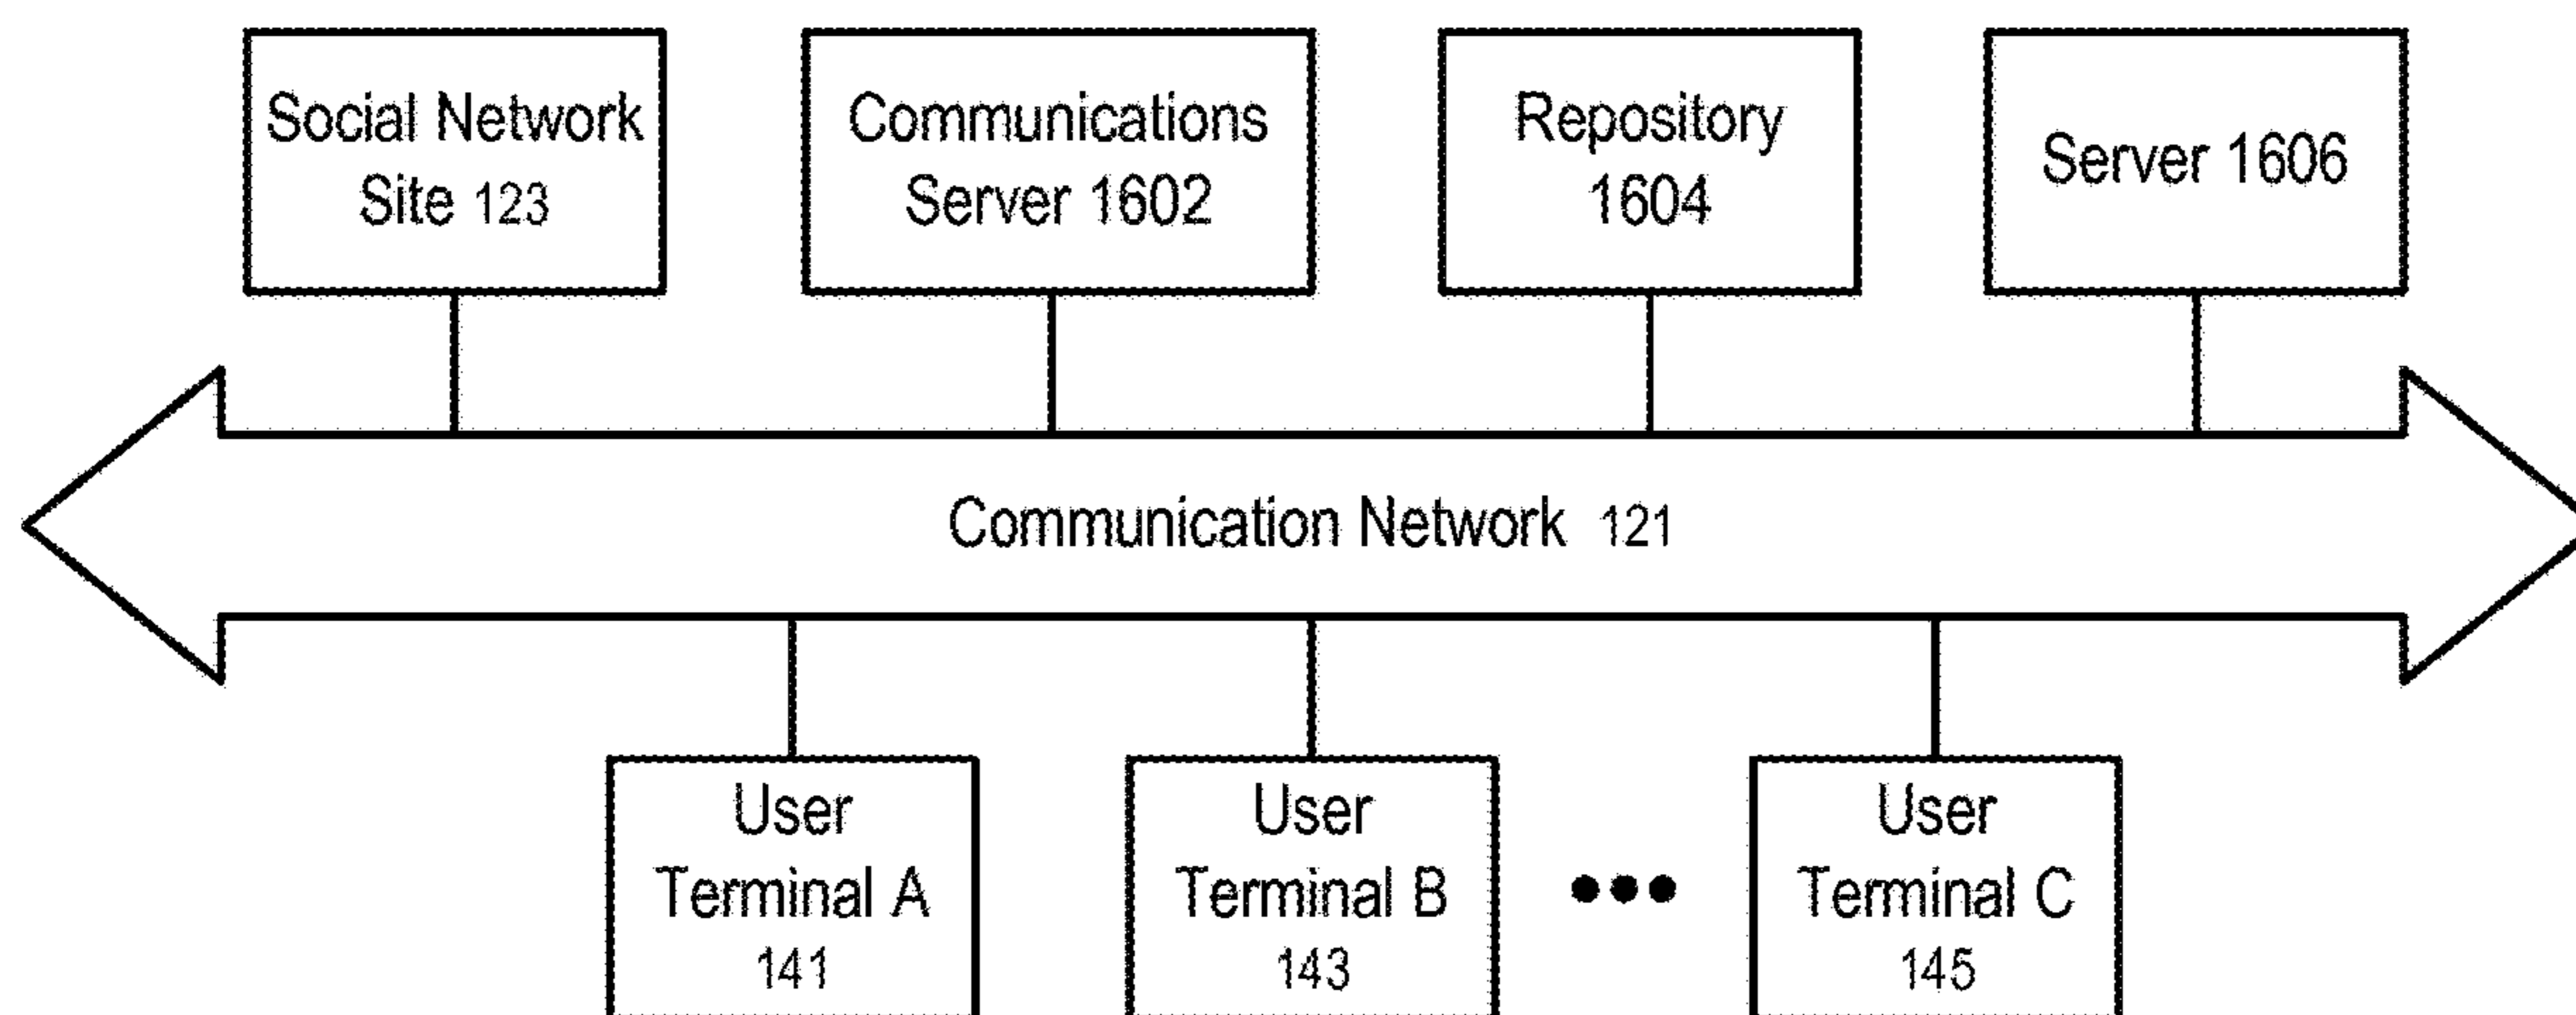 Social Network
Site 123
Communications
Server 1602
Repository
1604
Server 1606
Communication Network 121
User
Terminal A
141
User
Terminal B
143
•••
User
Terminal C
145